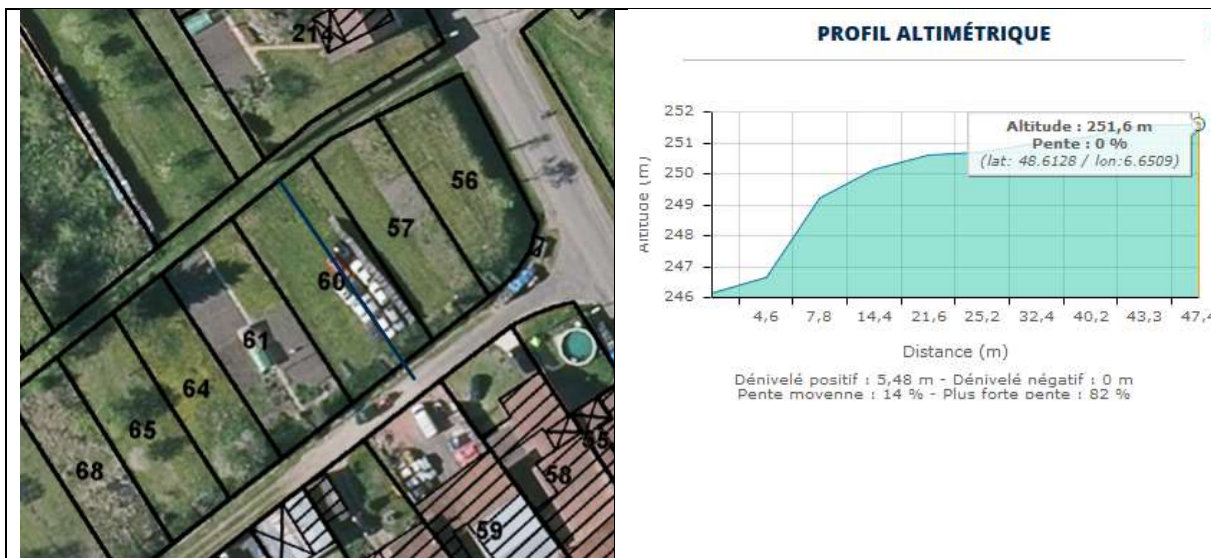 214
56
57
60
61
64
65
68
55
58
59
PROFIL ALTIMÉTRIQUE
252
251
250
249
248
247
246
Altitude (m)
Altitude : 251,6 m
Pente : 0 %
(lat: 48.6128 / lon:6.6509)
4,6 7,8 14,4 21,6 25,2 32,4 40,2 43,3 47,4
Distance (m)
Dénivelé positif : 5,48 m - Dénivelé négatif : 0 m
Pente moyenne : 14 % - Plus forte pente : 82 %